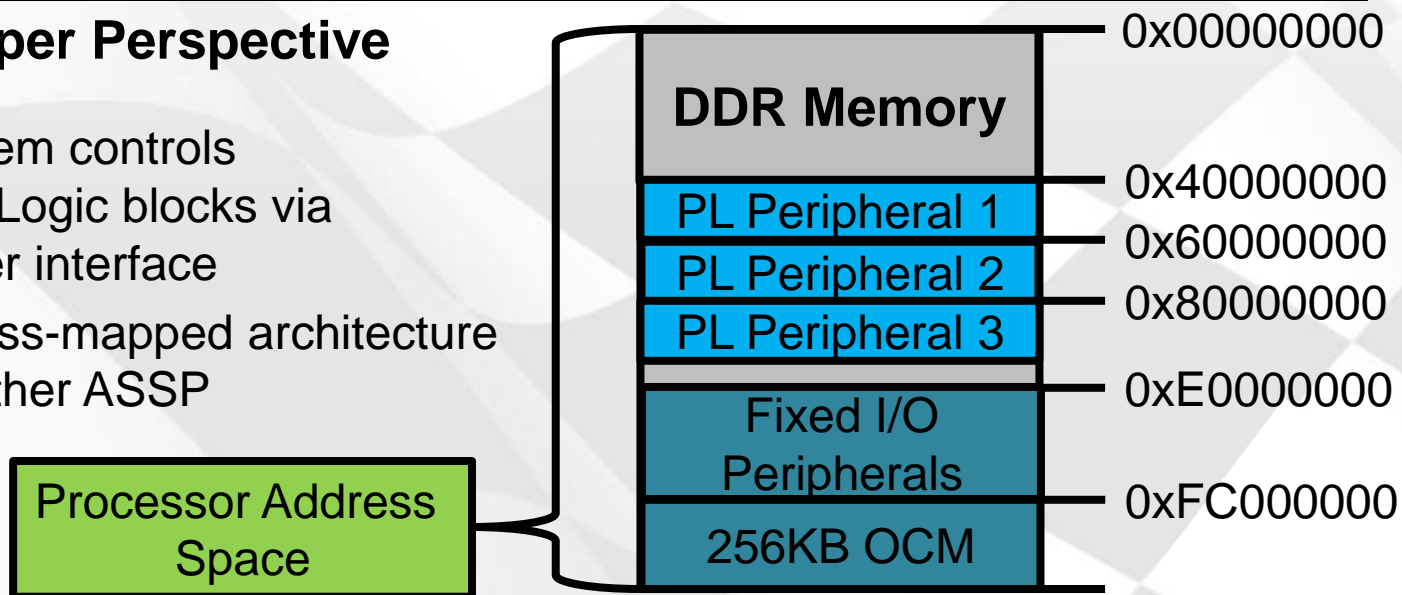 per Perspective
em controls
Logic blocks via
er interface
ss-mapped architecture
ther ASSP
Processor Address
Space
DDR Memory
PL Peripheral 1
PL Peripheral 2
PL Peripheral 3
Fixed I/O
Peripherals
256KB OCM
0x00000000
0x40000000
0x60000000
0x80000000
0xE0000000
0xFC000000